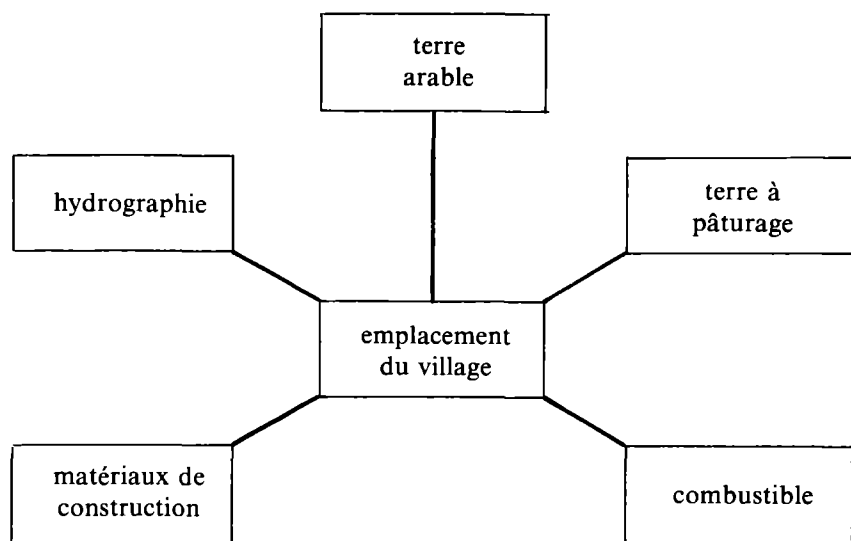 terre
arable
hydrographie
terre à
pâturage
emplacement
du village
matériaux de
construction
combustible